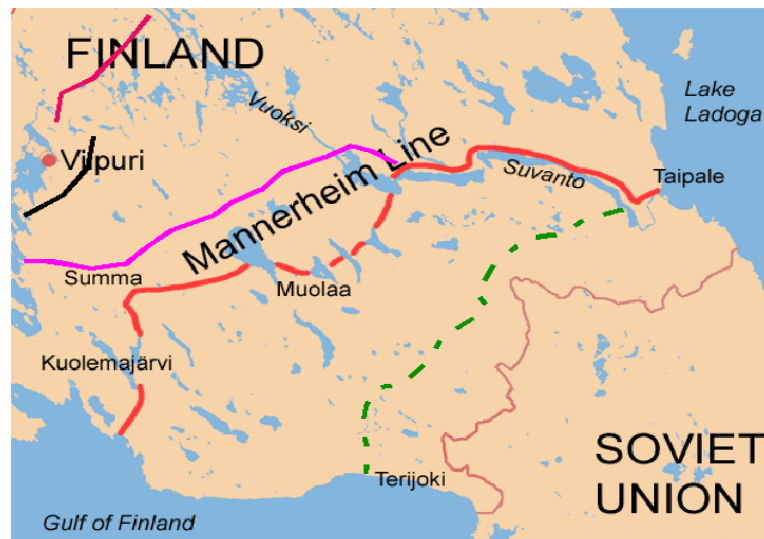 FINLAND
Lake
Ladoga
Vuoksi
Viipuri
Mannerheim Line
Suvanto
Taipale
Summa
Muolaa
Kuolemajärvi
SOVIET
UNION
Terijoki
Gulf of Finland